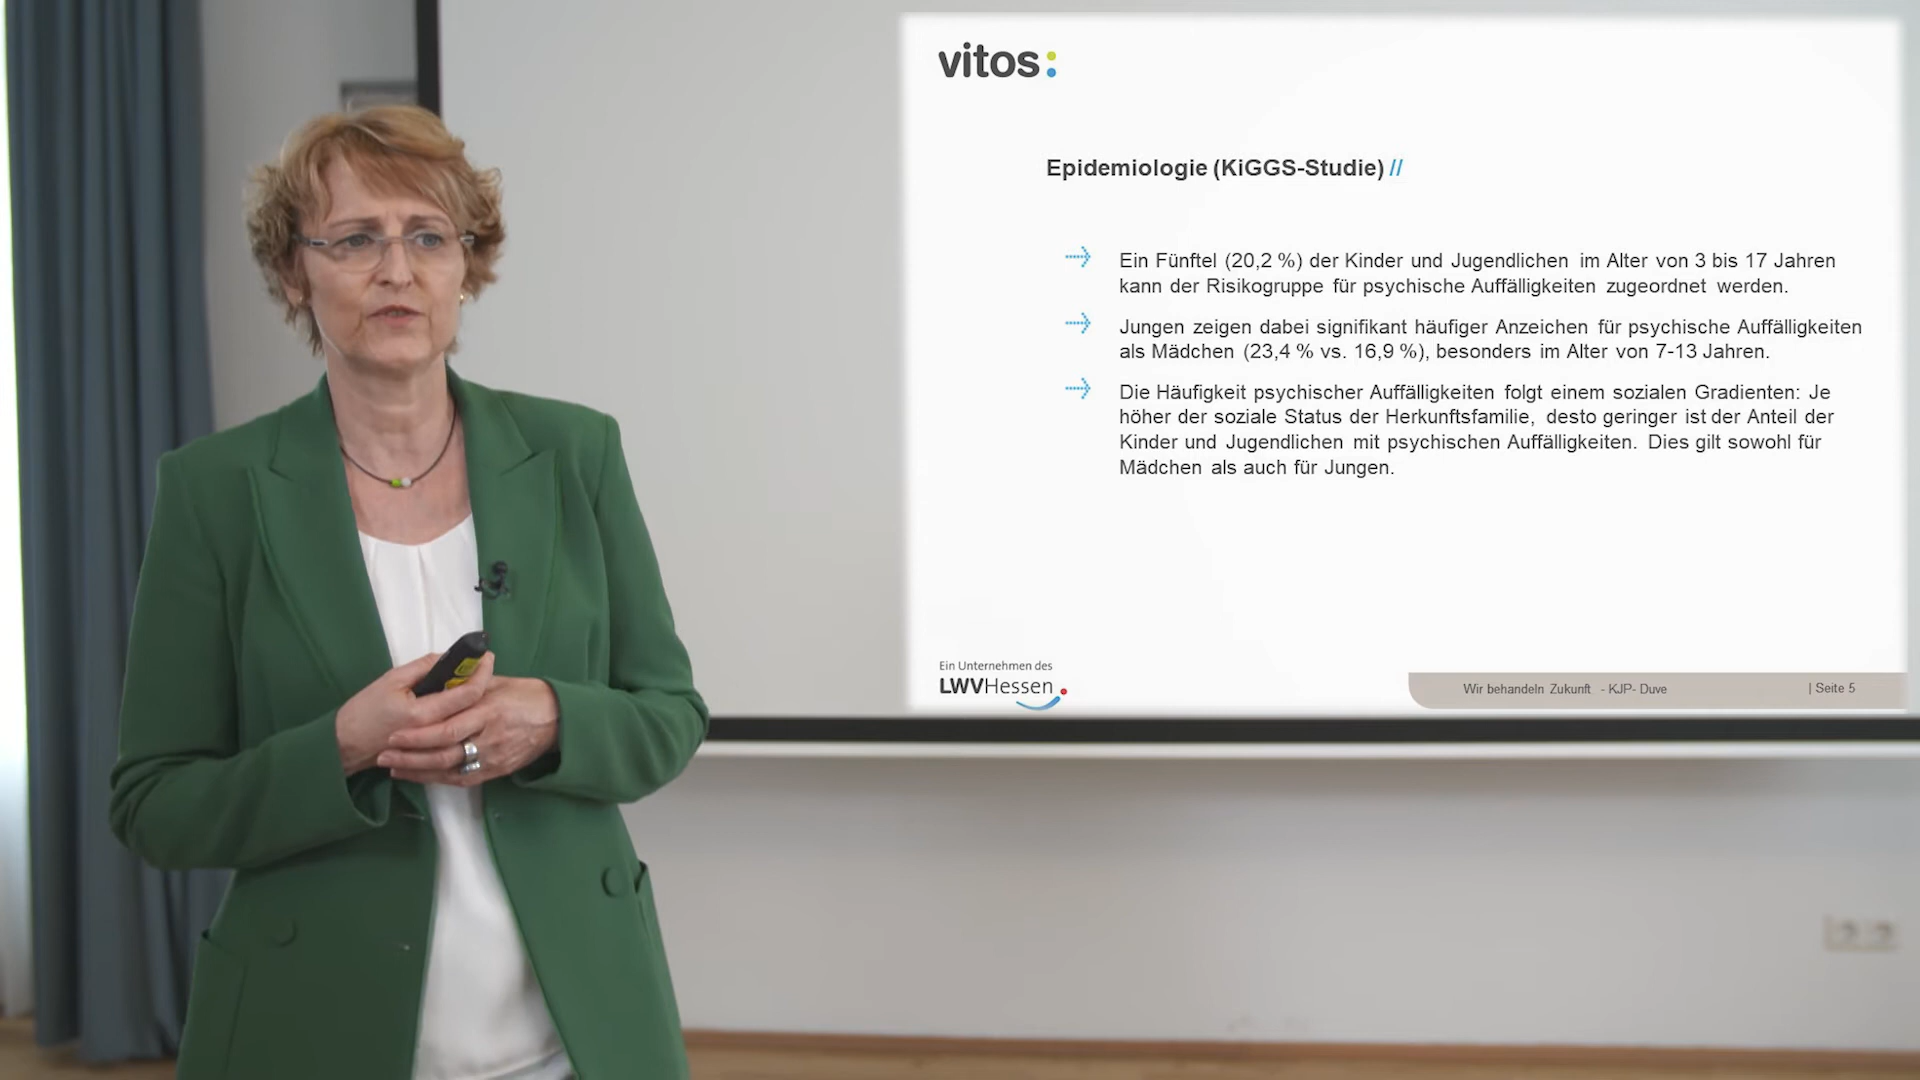 vitos:
Epidemiologie (KiGGS-Studie) //
Ein Fünftel (20,2 %) der Kinder und Jugendlichen im Alter von 3 bis 17 Jahren
kann der Risikogruppe für psychische Auffälligkeiten zugeordnet werden.
Jungen zeigen dabei signifikant häufiger Anzeichen für psychische Auffälligkeiten
als Mädchen (23,4 % vs. 16,9 %), besonders im Alter von 7-13 Jahren.
Die Häufigkeit psychischer Auffälligkeiten folgt einem sozialen Gradienten: Je
höher der soziale Status der Herkunftsfamilie, desto geringer ist der Anteil der
Kinder und Jugendlichen mit psychischen Auffälligkeiten. Dies gilt sowohl für
Mädchen als auch für Jungen.
Ein Unternehmen des
LWVHessen
Wir behandeln Zukunft - KJP- Duve | Seite 5